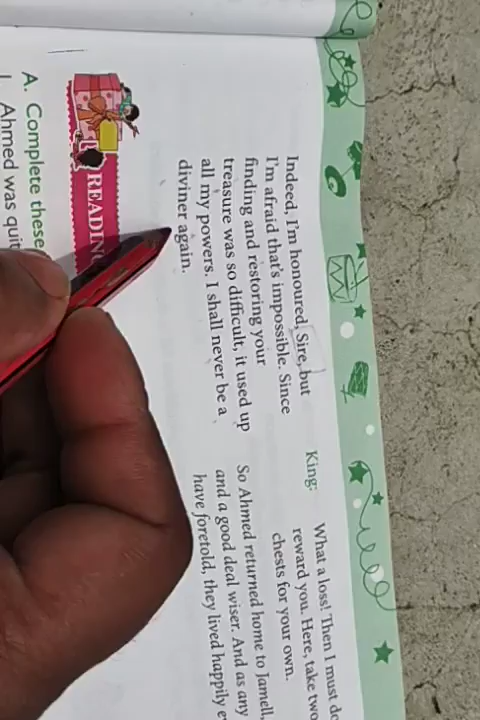 Indeed, I'm honoured, Sire, but
I'm afraid that's impossible. Since
finding and restoring your
treasure was so difficult, it used up
all my powers. I shall never be a
diviner again.
King:
What a loss! Then I must do
reward you. Here, take two
chests for your own.
So Ahmed returned home to Jamell,
and a good deal wiser. And as any
have foretold, they lived happily
READING
A. Complete these
1. Ahmed was